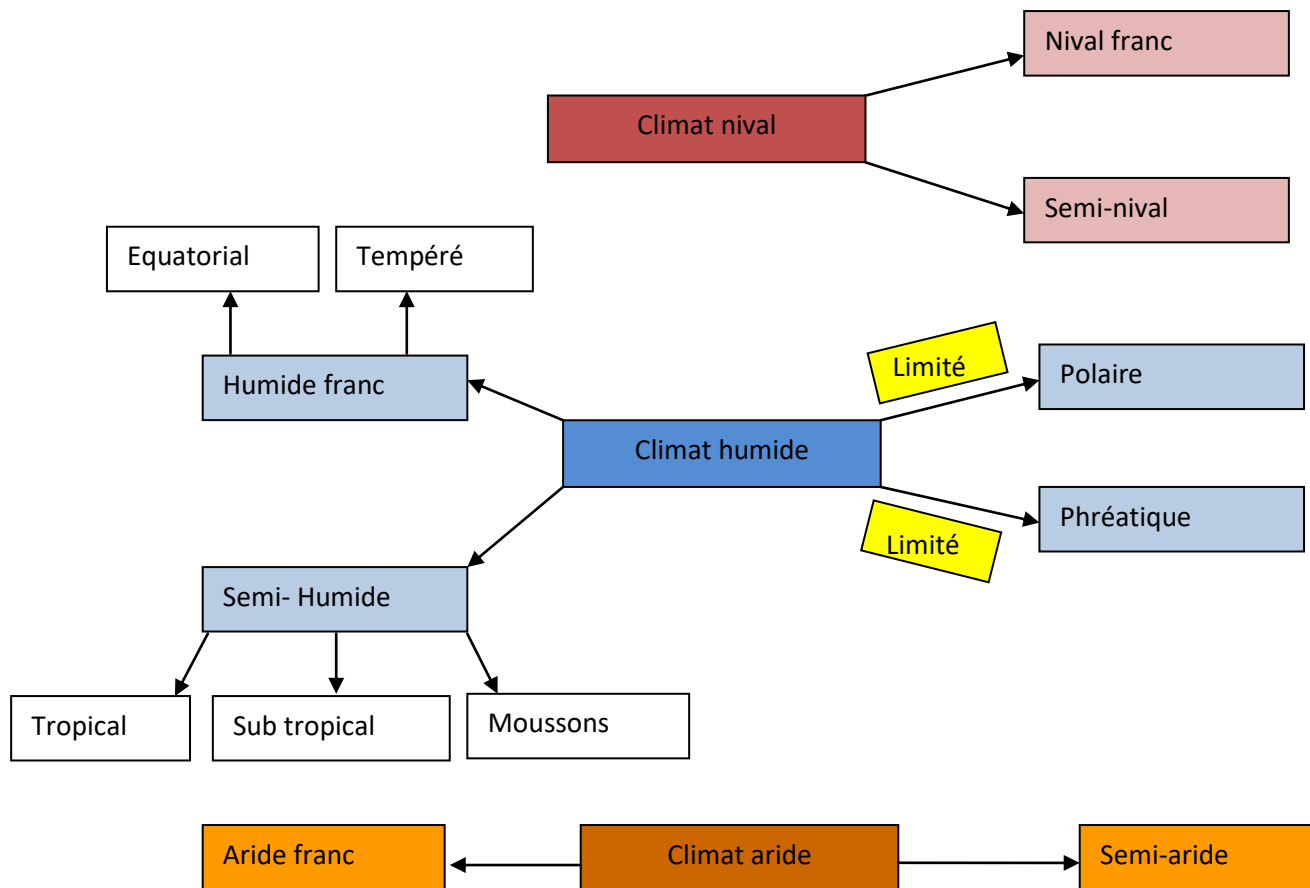 Nival franc
Climat nival
Semi-nival
Equatorial
Tempéré
Limité
Polaire
Humide franc
Climat humide
Phréatique
Limité
Semi- Humide
Tropical
Sub tropical
Moussons
Aride franc
Climat aride
Semi-aride